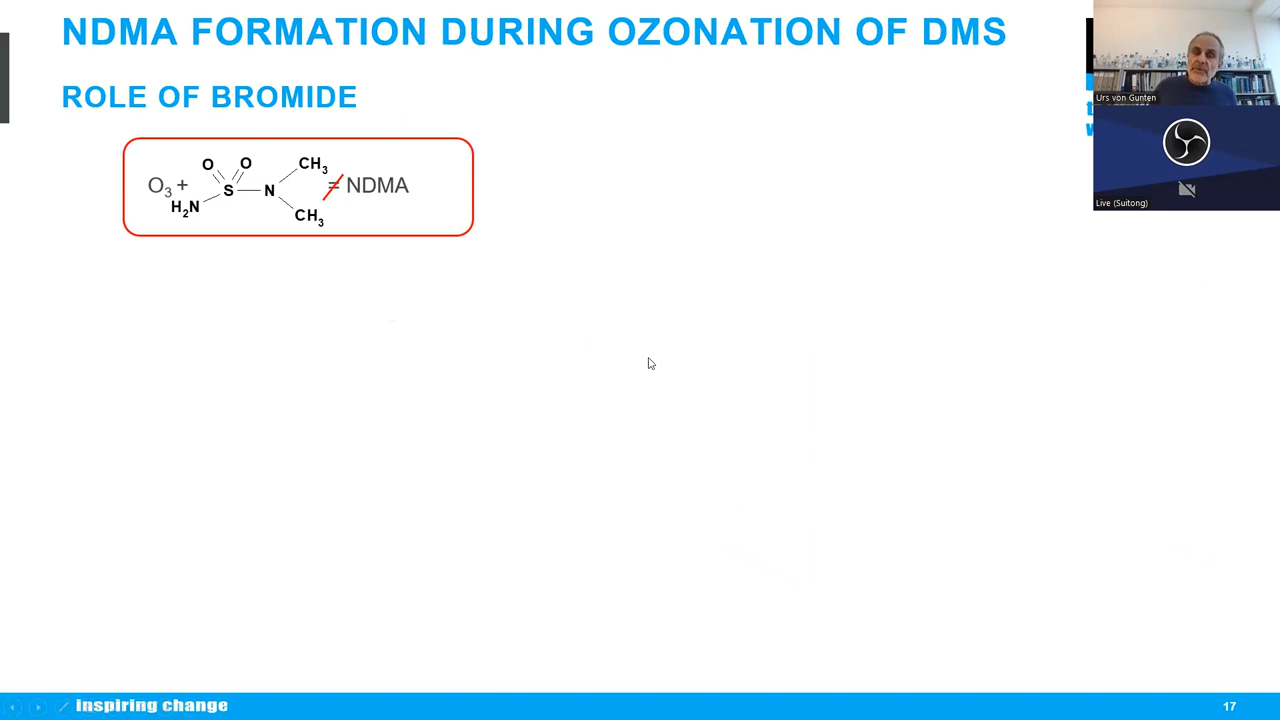 NDMA FORMATION DURING OZONATION OF DMS
ROLE OF BROMIDE
O O CH3
O3 + S N = NDMA
H2N CH3
Urs von Gunten
Live (Suitong)
inspiring change
17